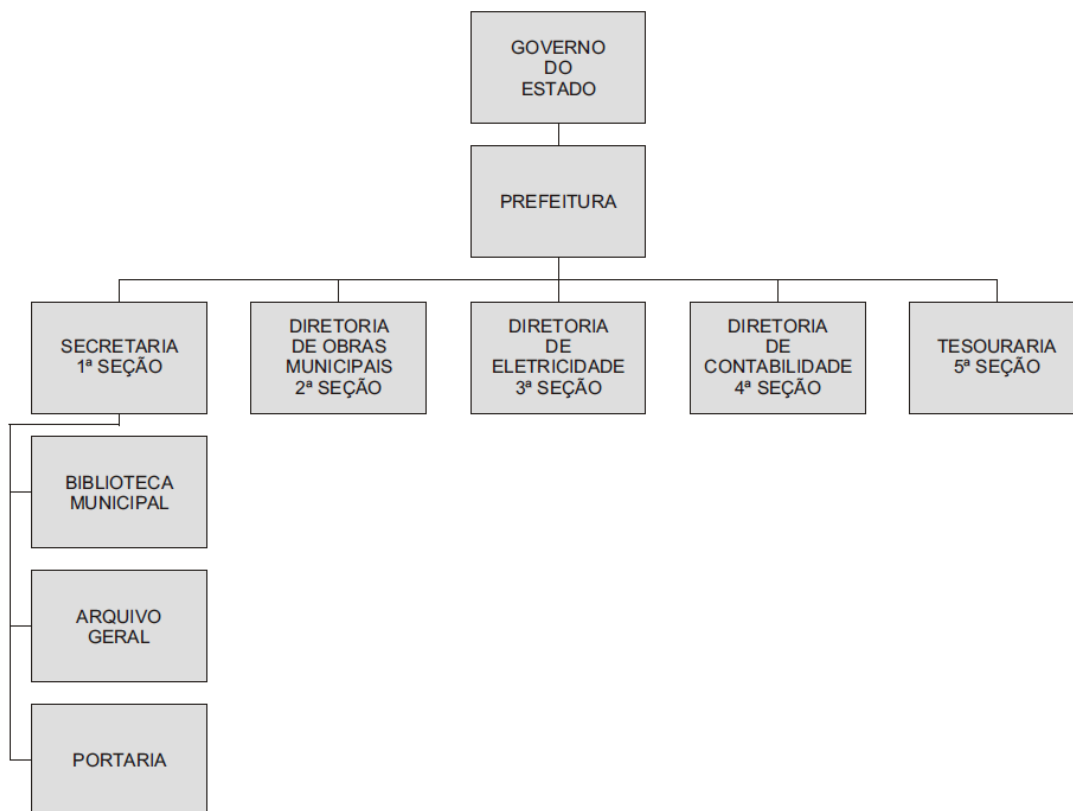 GOVERNO
DO
ESTADO
PREFEITURA
SECRETARIA
1ª SEÇÃO
DIRETORIA
DE OBRAS
MUNICIPAIS
2ª SEÇÃO
DIRETORIA
DE
ELETRICIDADE
3ª SEÇÃO
DIRETORIA
DE
CONTABILIDADE
4ª SEÇÃO
TESOURARIA
5ª SEÇÃO
BIBLIOTECA
MUNICIPAL
ARQUIVO
GERAL
PORTARIA